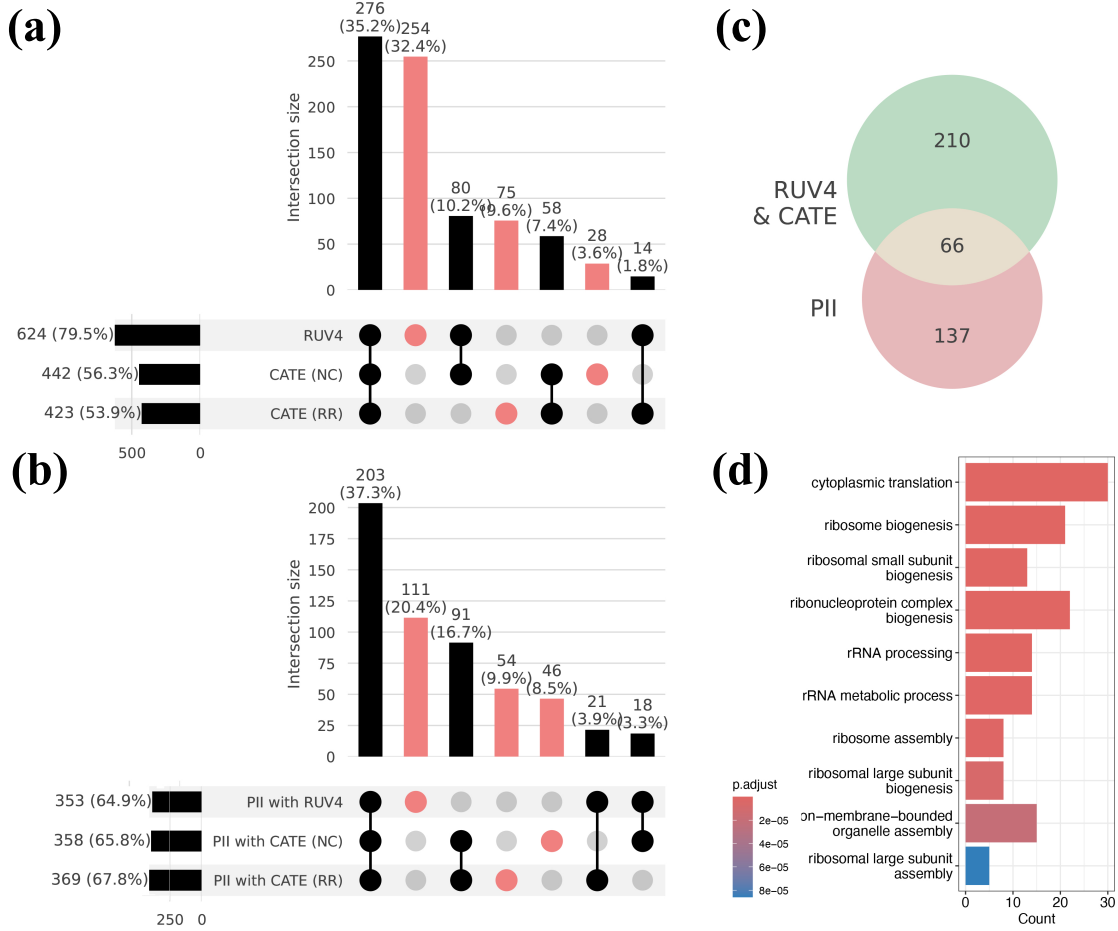 (a)
276
(35.2%)
254
(32.4%)
80
(10.2%)
75
(9.6%)
58
(7.4%)
28
(3.6%)
14
(1.8%)
Intersection size
250
200
150
100
50
0
624 (79.5%)
RUV4
442 (56.3%)
CATE (NC)
423 (53.9%)
CATE (RR)
500 0
(b)
203
(37.3%)
111
(20.4%)
91
(16.7%)
54
(9.9%)
46
(8.5%)
21
(3.9%)
18
(3.3%)
Intersection size
200
175
150
125
100
75
50
25
0
353 (64.9%)
PII with RUV4
358 (65.8%)
PII with CATE (NC)
369 (67.8%)
PII with CATE (RR)
250 0
(c)
210
RUV4
& CATE
66
PII
137
(d)
cytoplasmic translation
ribosome biogenesis
ribosomal small subunit
biogenesis
ribonucleoprotein complex
biogenesis
rRNA processing
rRNA metabolic process
ribosome assembly
ribosomal large subunit
biogenesis
on−membrane−bounded
organelle assembly
ribosomal large subunit
assembly
0 10 20 30
Count
p.adjust
2e−05
4e−05
6e−05
8e−05